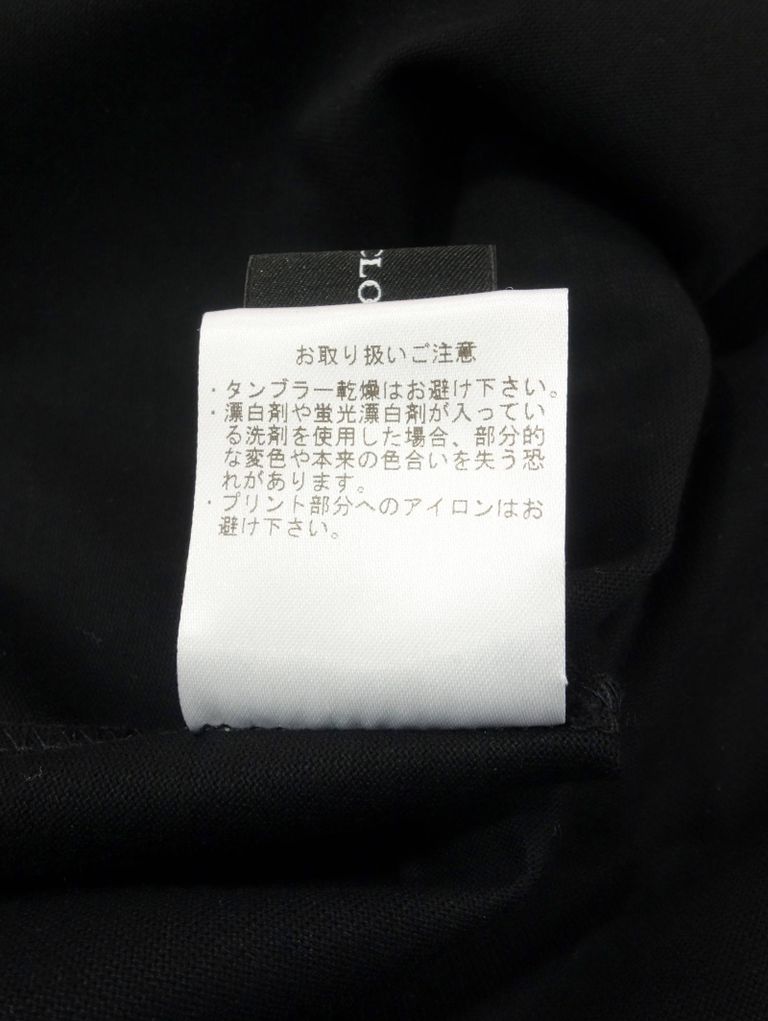 CLO
お取り扱いご注意
・タンブラー乾燥はお避け下さい。
・漂白剤や蛍光漂白剤が入ってい
る洗剤を使用した場合、部分的
な変色や本来の色合いを失う恐
れがあります。
・プリント部分へのアイロンはお
避け下さい。